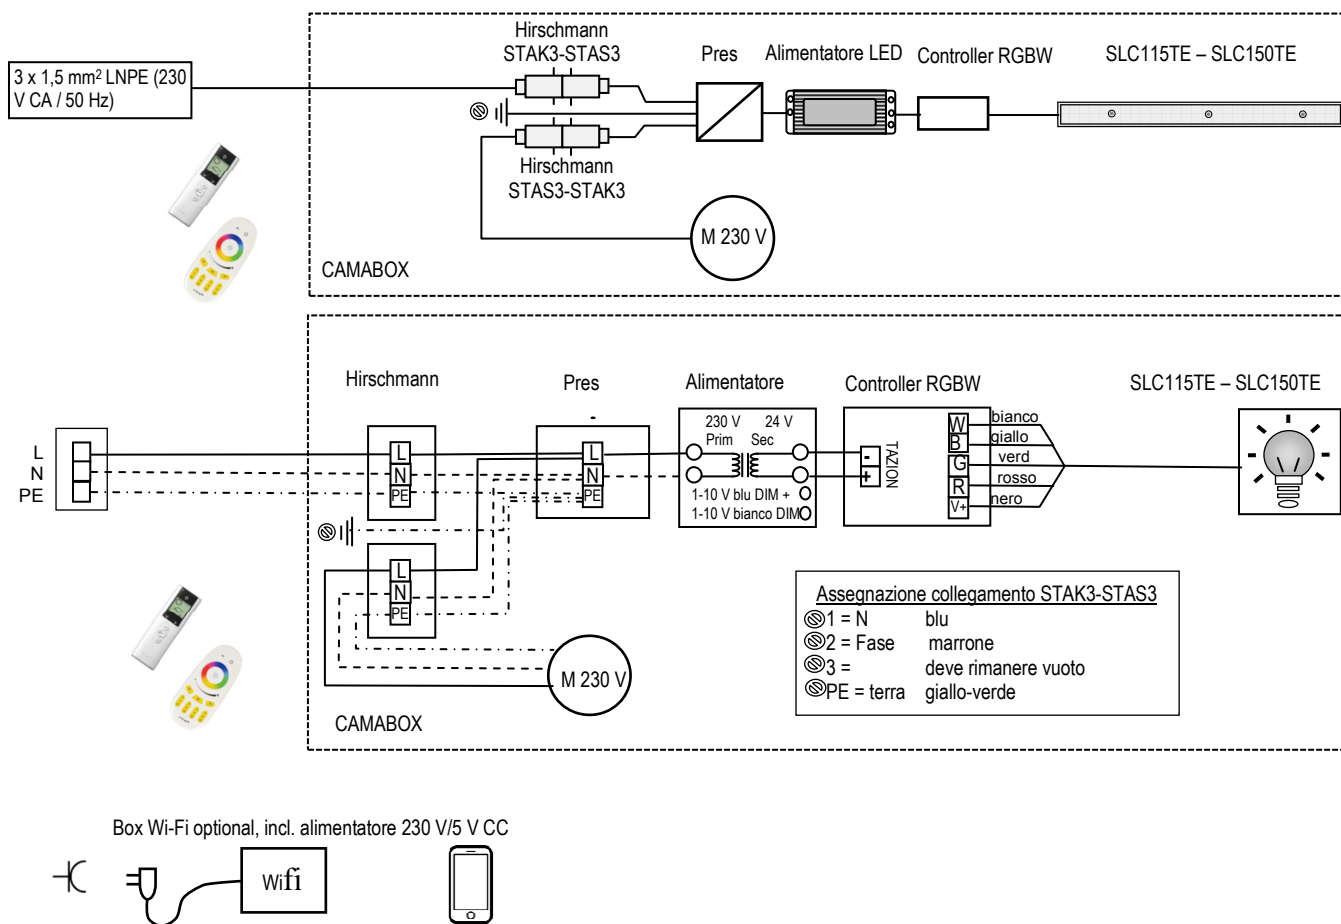 Hirschmann
STAK3-STAS3
Pres
Alimentatore LED
Controller RGBW
SLC115TE – SLC150TE
3 x 1,5 mm² LNPE (230
V CA / 50 Hz)
Hirschmann
STAS3-STAK3
M 230 V
CAMABOX
Hirschmann
Pres
-
Alimentatore
Controller RGBW
SLC115TE – SLC150TE
230 V
24 V
Prim
Sec
1-10 V blu DIM +
1-10 V bianco DIM
-
+
TAZION
W
B
G
R
V+
bianco
giallo
verd
rosso
nero
L
N
PE
L
N
PE
L
N
PE
L
N
PE
M 230 V
CAMABOX
Assegnazione collegamento STAK3-STAS3
1 = N blu
2 = Fase marrone
3 = deve rimanere vuoto
PE = terra giallo-verde
Box Wi-Fi optional, incl. alimentatore 230 V/5 V CC
Wifi